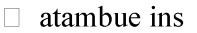 □ atambue ins